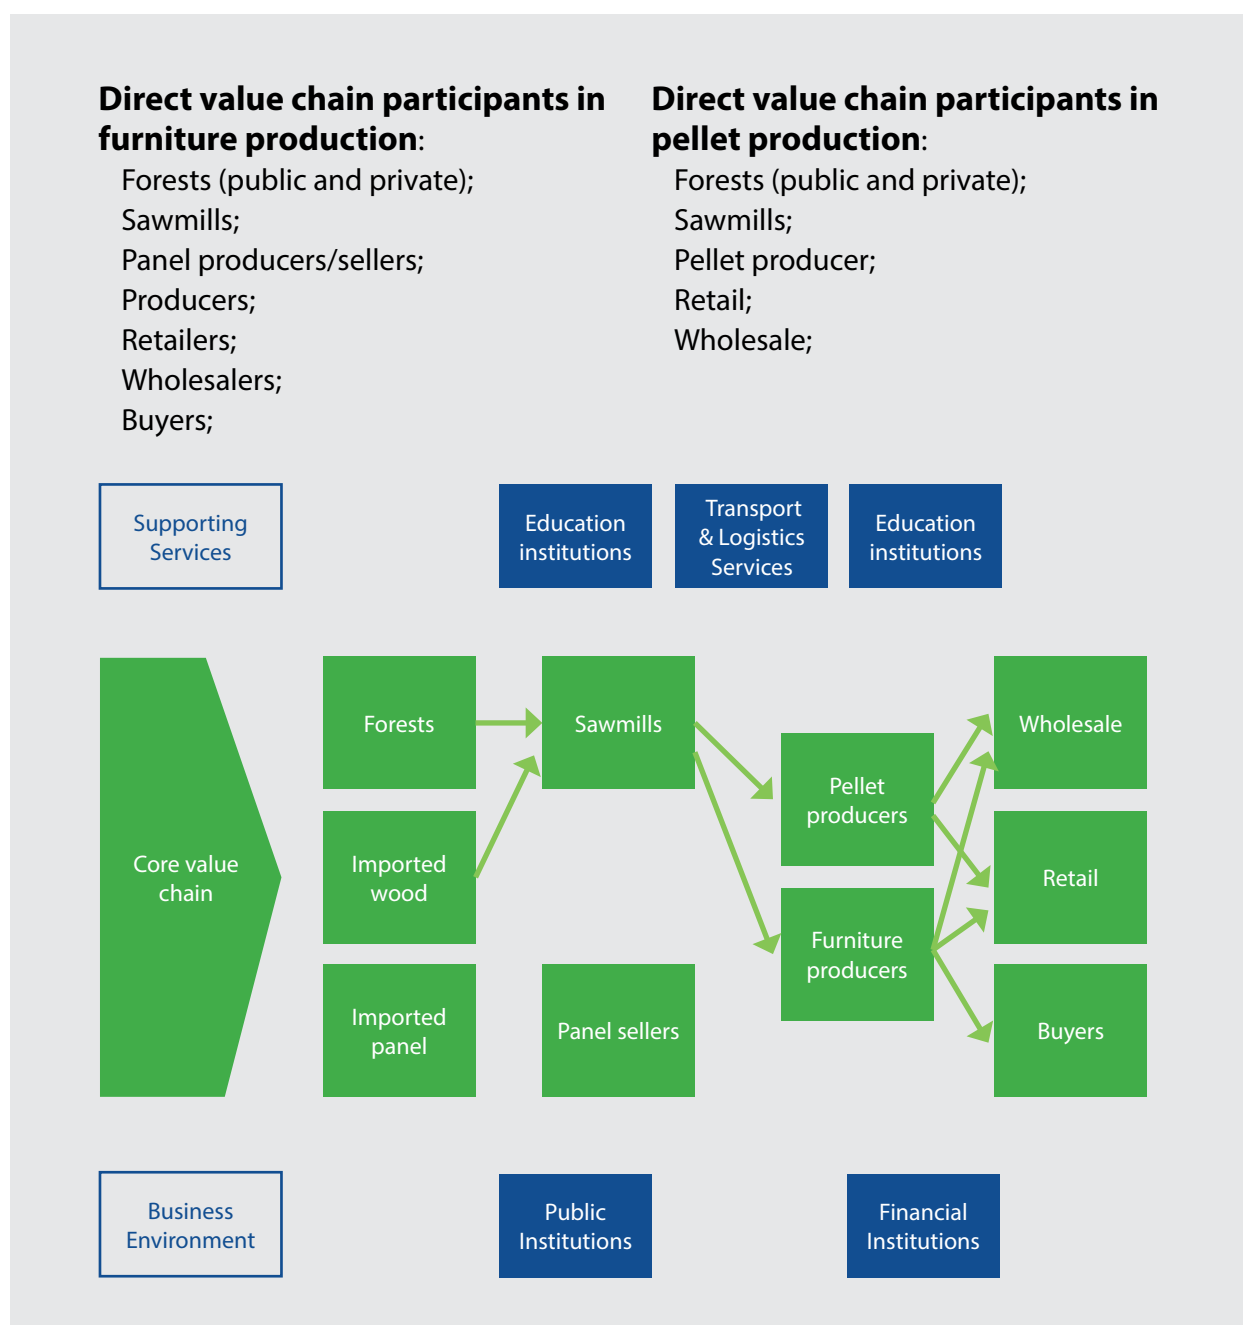 Direct value chain participants in
furniture production:
Forests (public and private);
Sawmills;
Panel producers/sellers;
Producers;
Retailers;
Wholesalers;
Buyers;
Direct value chain participants in
pellet production:
Forests (public and private);
Sawmills;
Pellet producer;
Retail;
Wholesale;
Supporting
Services
Education
institutions
Transport
& Logistics
Services
Education
institutions
Core value
chain
Forests
Imported
wood
Imported
panel
Sawmills
Panel sellers
Pellet
producers
Furniture
producers
Wholesale
Retail
Buyers
Business
Environment
Public
Institutions
Financial
Institutions